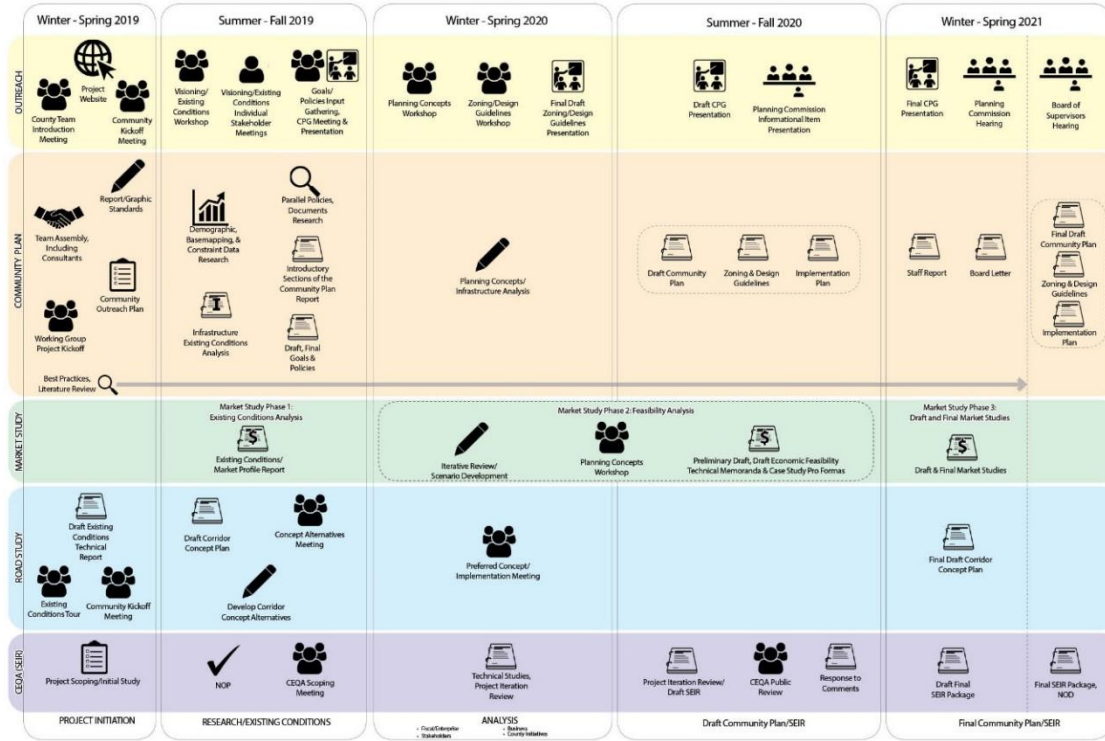 Winter - Spring 2019
Summer - Fall 2019
Winter - Spring 2020
Summer - Fall 2020
Winter - Spring 2021
OUTREACH
Project
Website
County Team
Introduction
Meeting
Community
Kickoff
Meeting
Visioning/
Existing
Conditions
Workshop
Visioning/Existing
Conditions
Individual
Stakeholder
Meetings
Goals/
Policies Input
Gathering,
CPG Meeting &
Presentation
Planning Concepts
Workshop
Zoning/Design
Guidelines
Workshop
Final Draft
Zoning/Design
Guidelines
Presentation
Draft CPG
Presentation
Planning Commission
Informational Item
Presentation
Final CPG
Presentation
Planning
Commission
Hearing
Board of
Supervisors
Hearing
COMMUNITY PLAN
Report/Graphic
Standards
Team Assembly,
Including
Consultants
Community
Outreach Plan
Working Group
Project Kickoff
Best Practices,
Literature Review
Demographic,
Basemapping, &
Constraint Data
Research
Parallel Policies,
Documents
Research
Introductory
Sections of the
Community Plan
Report
Infrastructure
Existing Conditions
Analysis
Draft, Final
Goals &
Policies
Planning Concepts/
Infrastructure Analysis
Draft Community
Plan
Zoning & Design
Guidelines
Implementation
Plan
Staff Report
Board Letter
Final Draft
Community Plan
Zoning & Design
Guidelines
Implementation
Plan
MARKET STUDY
Market Study Phase 1:
Existing Conditions Analysis
Existing Conditions/
Market Profile Report
Market Study Phase 2: Feasibility Analysis
Iterative Review/
Scenario Development
Planning Concepts
Workshop
Preliminary Draft, Draft Economic Feasibility
Technical Memoranda & Case Study Pro Formas
Market Study Phase 3:
Draft and Final Market Studies
Draft & Final Market Studies
ROAD STUDY
Draft Existing
Conditions
Technical
Report
Existing
Conditions Tour
Community Kickoff
Meeting
Draft Corridor
Concept Plan
Concept Alternatives
Meeting
Develop Corridor
Concept Alternatives
Preferred Concept/
Implementation Meeting
Final Draft Corridor
Concept Plan
CEQA (SEIR)
Project Scoping/Initial Study
NOP
CEQA Scoping
Meeting
Technical Studies,
Project Iteration
Review
Project Iteration Review/
Draft SEIR
CEQA Public
Review
Response to
Comments
Draft Final
SEIR Package
Final SEIR Package,
NOD
PROJECT INITIATION
RESEARCH/EXISTING CONDITIONS
ANALYSIS
• Fiscal/Enterprise
• Stakeholders
• Business
• County Initiatives
Draft Community Plan/SEIR
Final Community Plan/SEIR